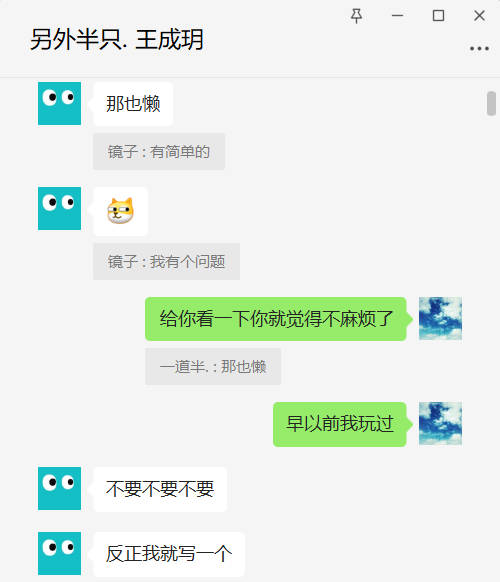 另外半只. 王成玥
那也懒
镜子 : 有简单的
镜子 : 我有个问题
给你看一下你就觉得不麻烦了
一道半. : 那也懒
早以前我玩过
不要不要不要
反正我就写一个